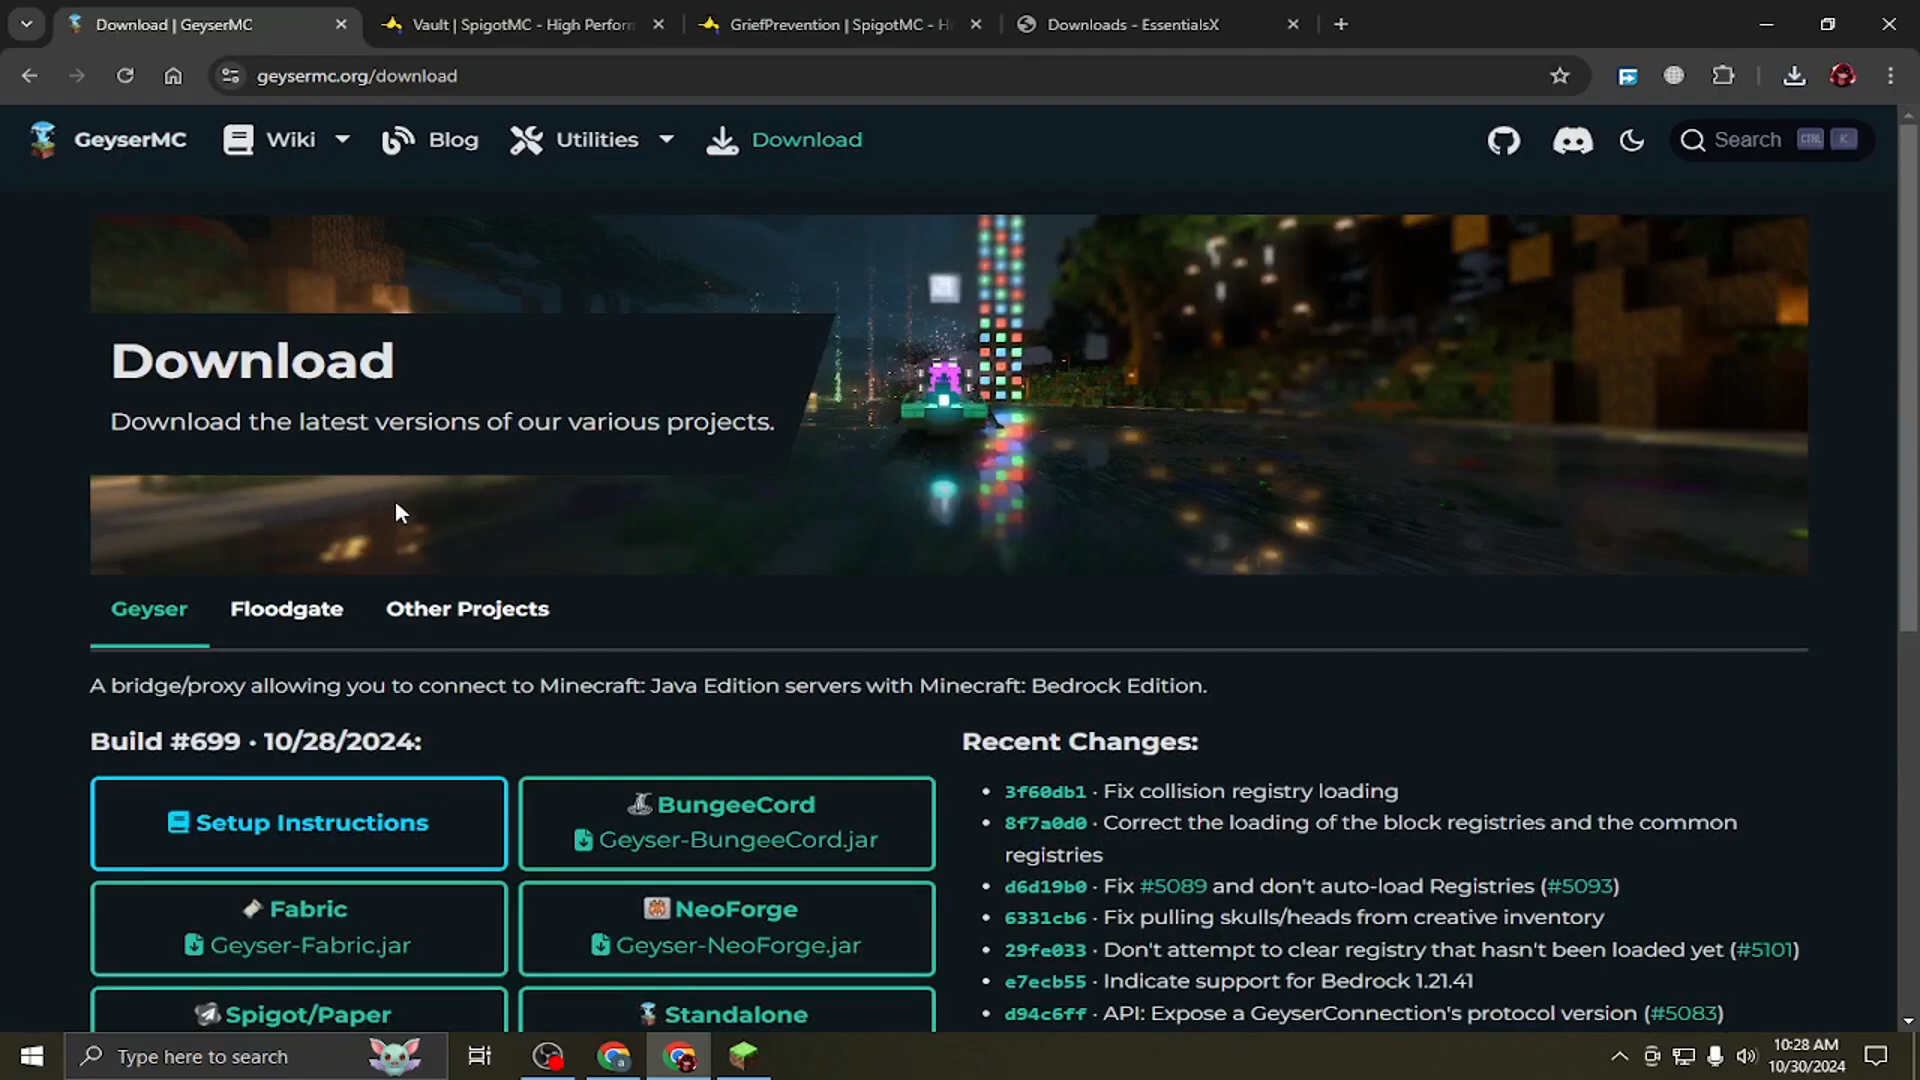 Download | GeyserMC
Vault | SpigotMC - High Perform
GriefPrevention | SpigotMC - Hi
Downloads - EssentialsX
geysermc.org/download
GeyserMC
Wiki
Blog
Utilities
Download
Search CTRL K
Download
Download the latest versions of our various projects.
Geyser
Floodgate
Other Projects
A bridge/proxy allowing you to connect to Minecraft: Java Edition servers with Minecraft: Bedrock Edition.
Build #699 · 10/28/2024:
Setup Instructions
BungeeCord
Geyser-BungeeCord.jar
Fabric
Geyser-Fabric.jar
NeoForge
Geyser-NeoForge.jar
Spigot/Paper
Standalone
Recent Changes:
3f60db1 · Fix collision registry loading
8f7a0d0 · Correct the loading of the block registries and the common
registries
d6d19b0 · Fix #5089 and don't auto-load Registries (#5093)
6331cb6 · Fix pulling skulls/heads from creative inventory
29fe033 · Don't attempt to clear registry that hasn't been loaded yet (#5101)
e7ecb55 · Indicate support for Bedrock 1.21.41
d94c6ff · API: Expose a GeyserConnection's protocol version (#5083)
Type here to search
10:28 AM
10/30/2024